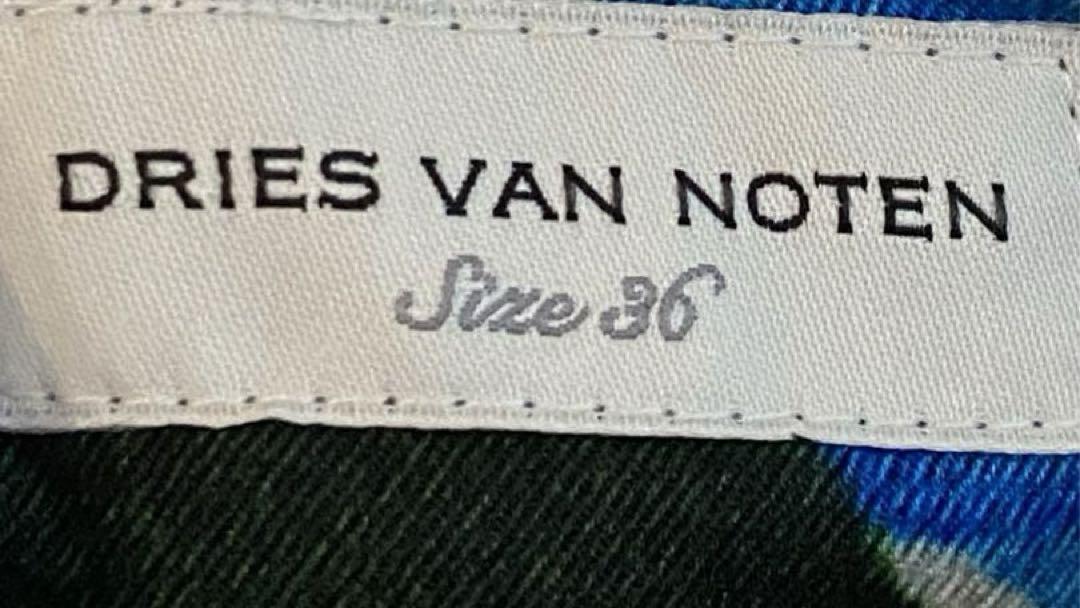 DRIES VAN NOTEN
Size 36